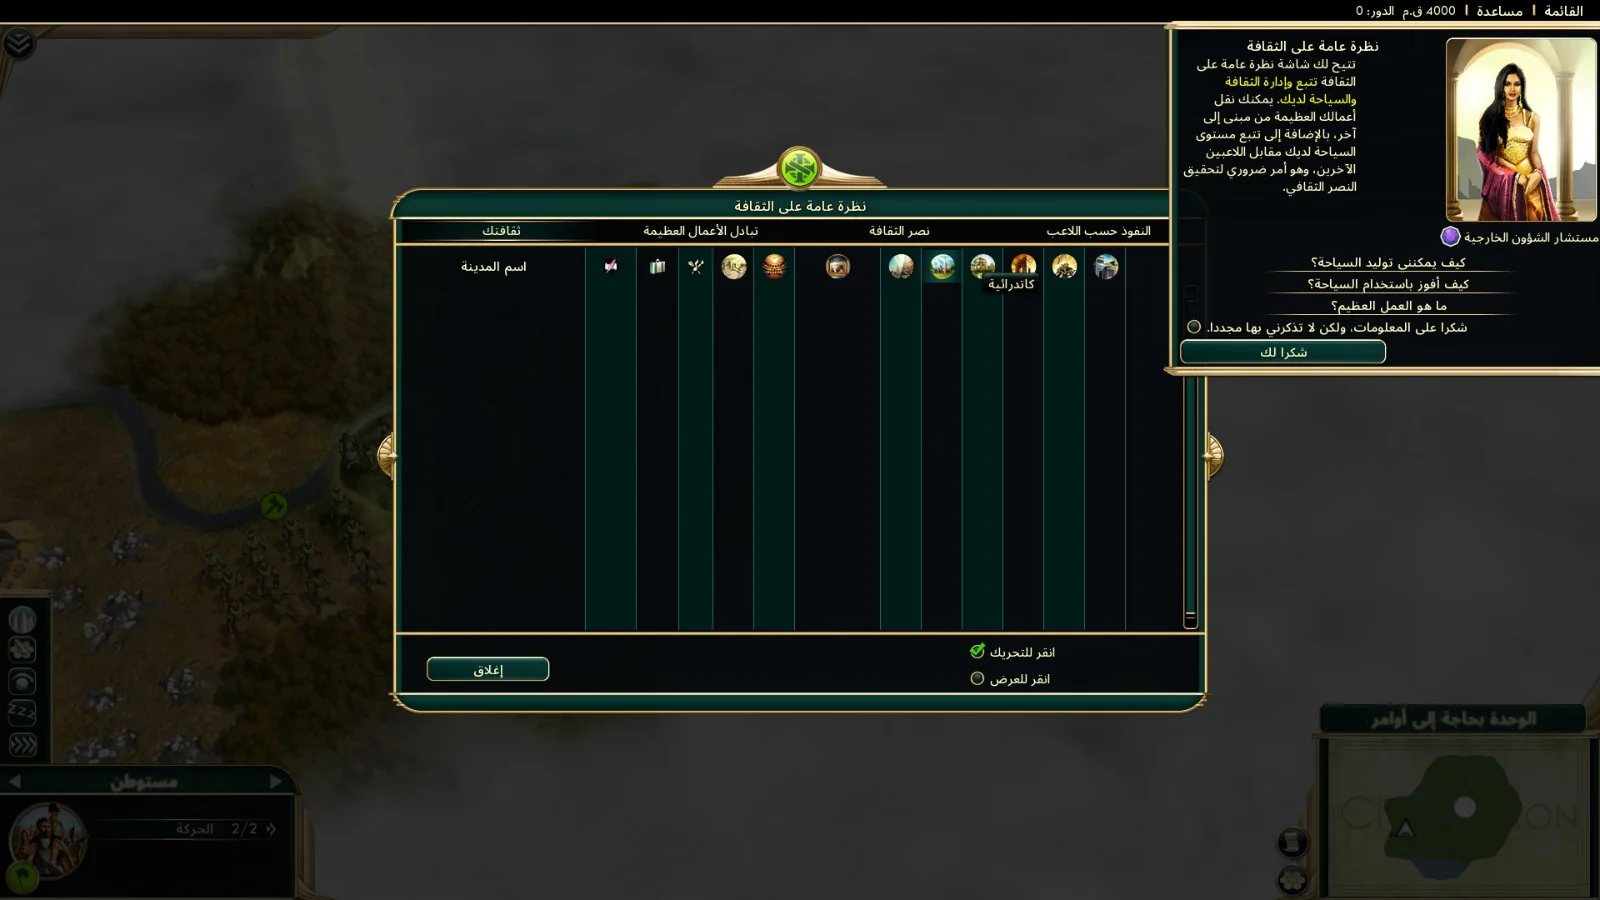 القائمة | مساعدة | 4000 ق.م الدور: 0
نظرة عامة على الثقافة
تتيح لك شاشة نظرة عامة على
الثقافة تتبع وإدارة الثقافة
والسياحة لديك. يمكنك نقل
أعمالك العظيمة من مبنى إلى
آخر، بالإضافة إلى تتبع مستوى
السياحة لديك مقابل اللاعبين
الآخرين، وهو أمر ضروري لتحقيق
النصر الثقافي.
مستشار الشؤون الخارجية
كيف يمكنني توليد السياحة؟
كيف أفوز باستخدام السياحة؟
ما هو العمل العظيم؟
شكرا على المعلومات، ولكن لا تذكرني بها مجددا.
شكرا لك
نظرة عامة على الثقافة
النفوذ حسب اللاعب
نصر الثقافة
تبادل الأعمال العظيمة
ثقافتك
اسم المدينة
كاتدرائية
انقر للتحريك
انقر للعرض
إغلاق
الوحدة بحاجة إلى أوامر
مستوطن
الحركة 2/2